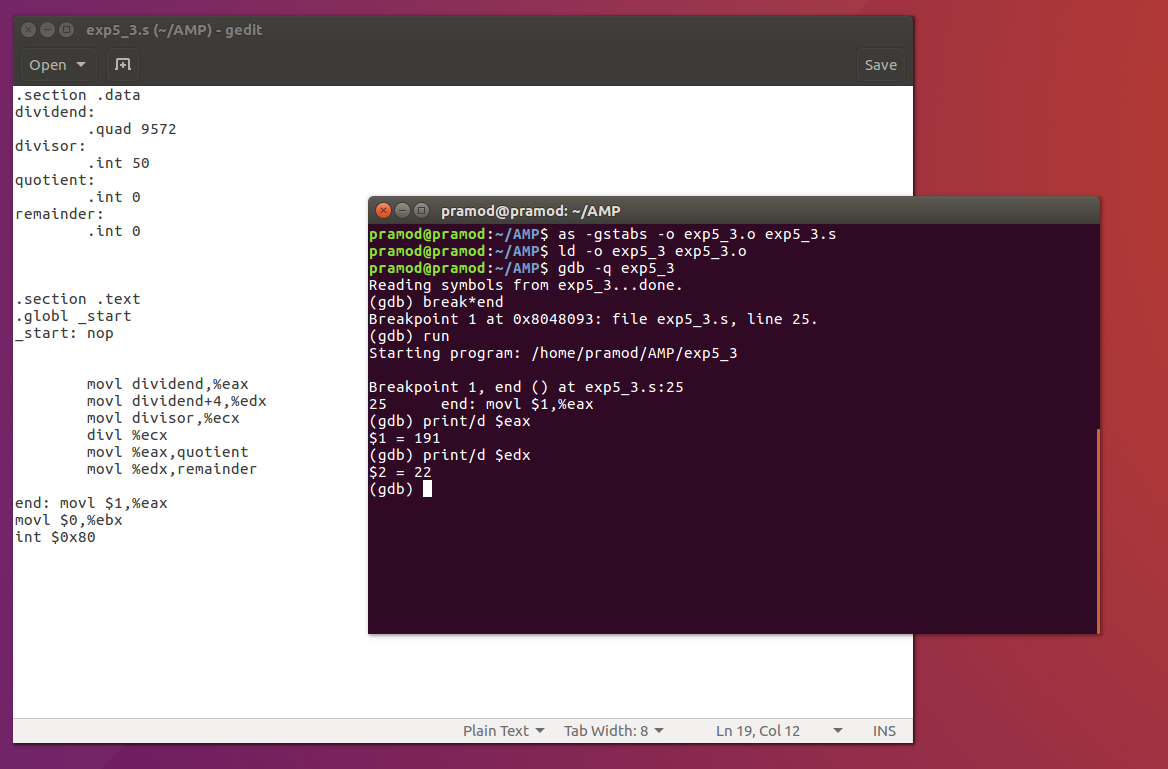 exp5_3.s (~/AMP) - gedit
Open
Save
.section .data
dividend:
        .quad 9572
divisor:
        .int 50
quotient:
        .int 0
remainder:
        .int 0
.section .text
.globl _start
_start: nop
        movl dividend,%eax
        movl dividend+4,%edx
        movl divisor,%ecx
        divl %ecx
        movl %eax,quotient
        movl %edx,remainder
end: movl $1,%eax
movl $0,%ebx
int $0x80
Plain Text  Tab Width: 8  Ln 19, Col 12  INS
pramod@pramod: ~/AMP
pramod@pramod:~/AMP$ as -gstabs -o exp5_3.o exp5_3.s
pramod@pramod:~/AMP$ ld -o exp5_3 exp5_3.o
pramod@pramod:~/AMP$ gdb -q exp5_3
Reading symbols from exp5_3...done.
(gdb) break*end
Breakpoint 1 at 0x8048093: file exp5_3.s, line 25.
(gdb) run
Starting program: /home/pramod/AMP/exp5_3
Breakpoint 1, end () at exp5_3.s:25
25      end: movl $1,%eax
(gdb) print/d $eax
$1 = 191
(gdb) print/d $edx
$2 = 22
(gdb)